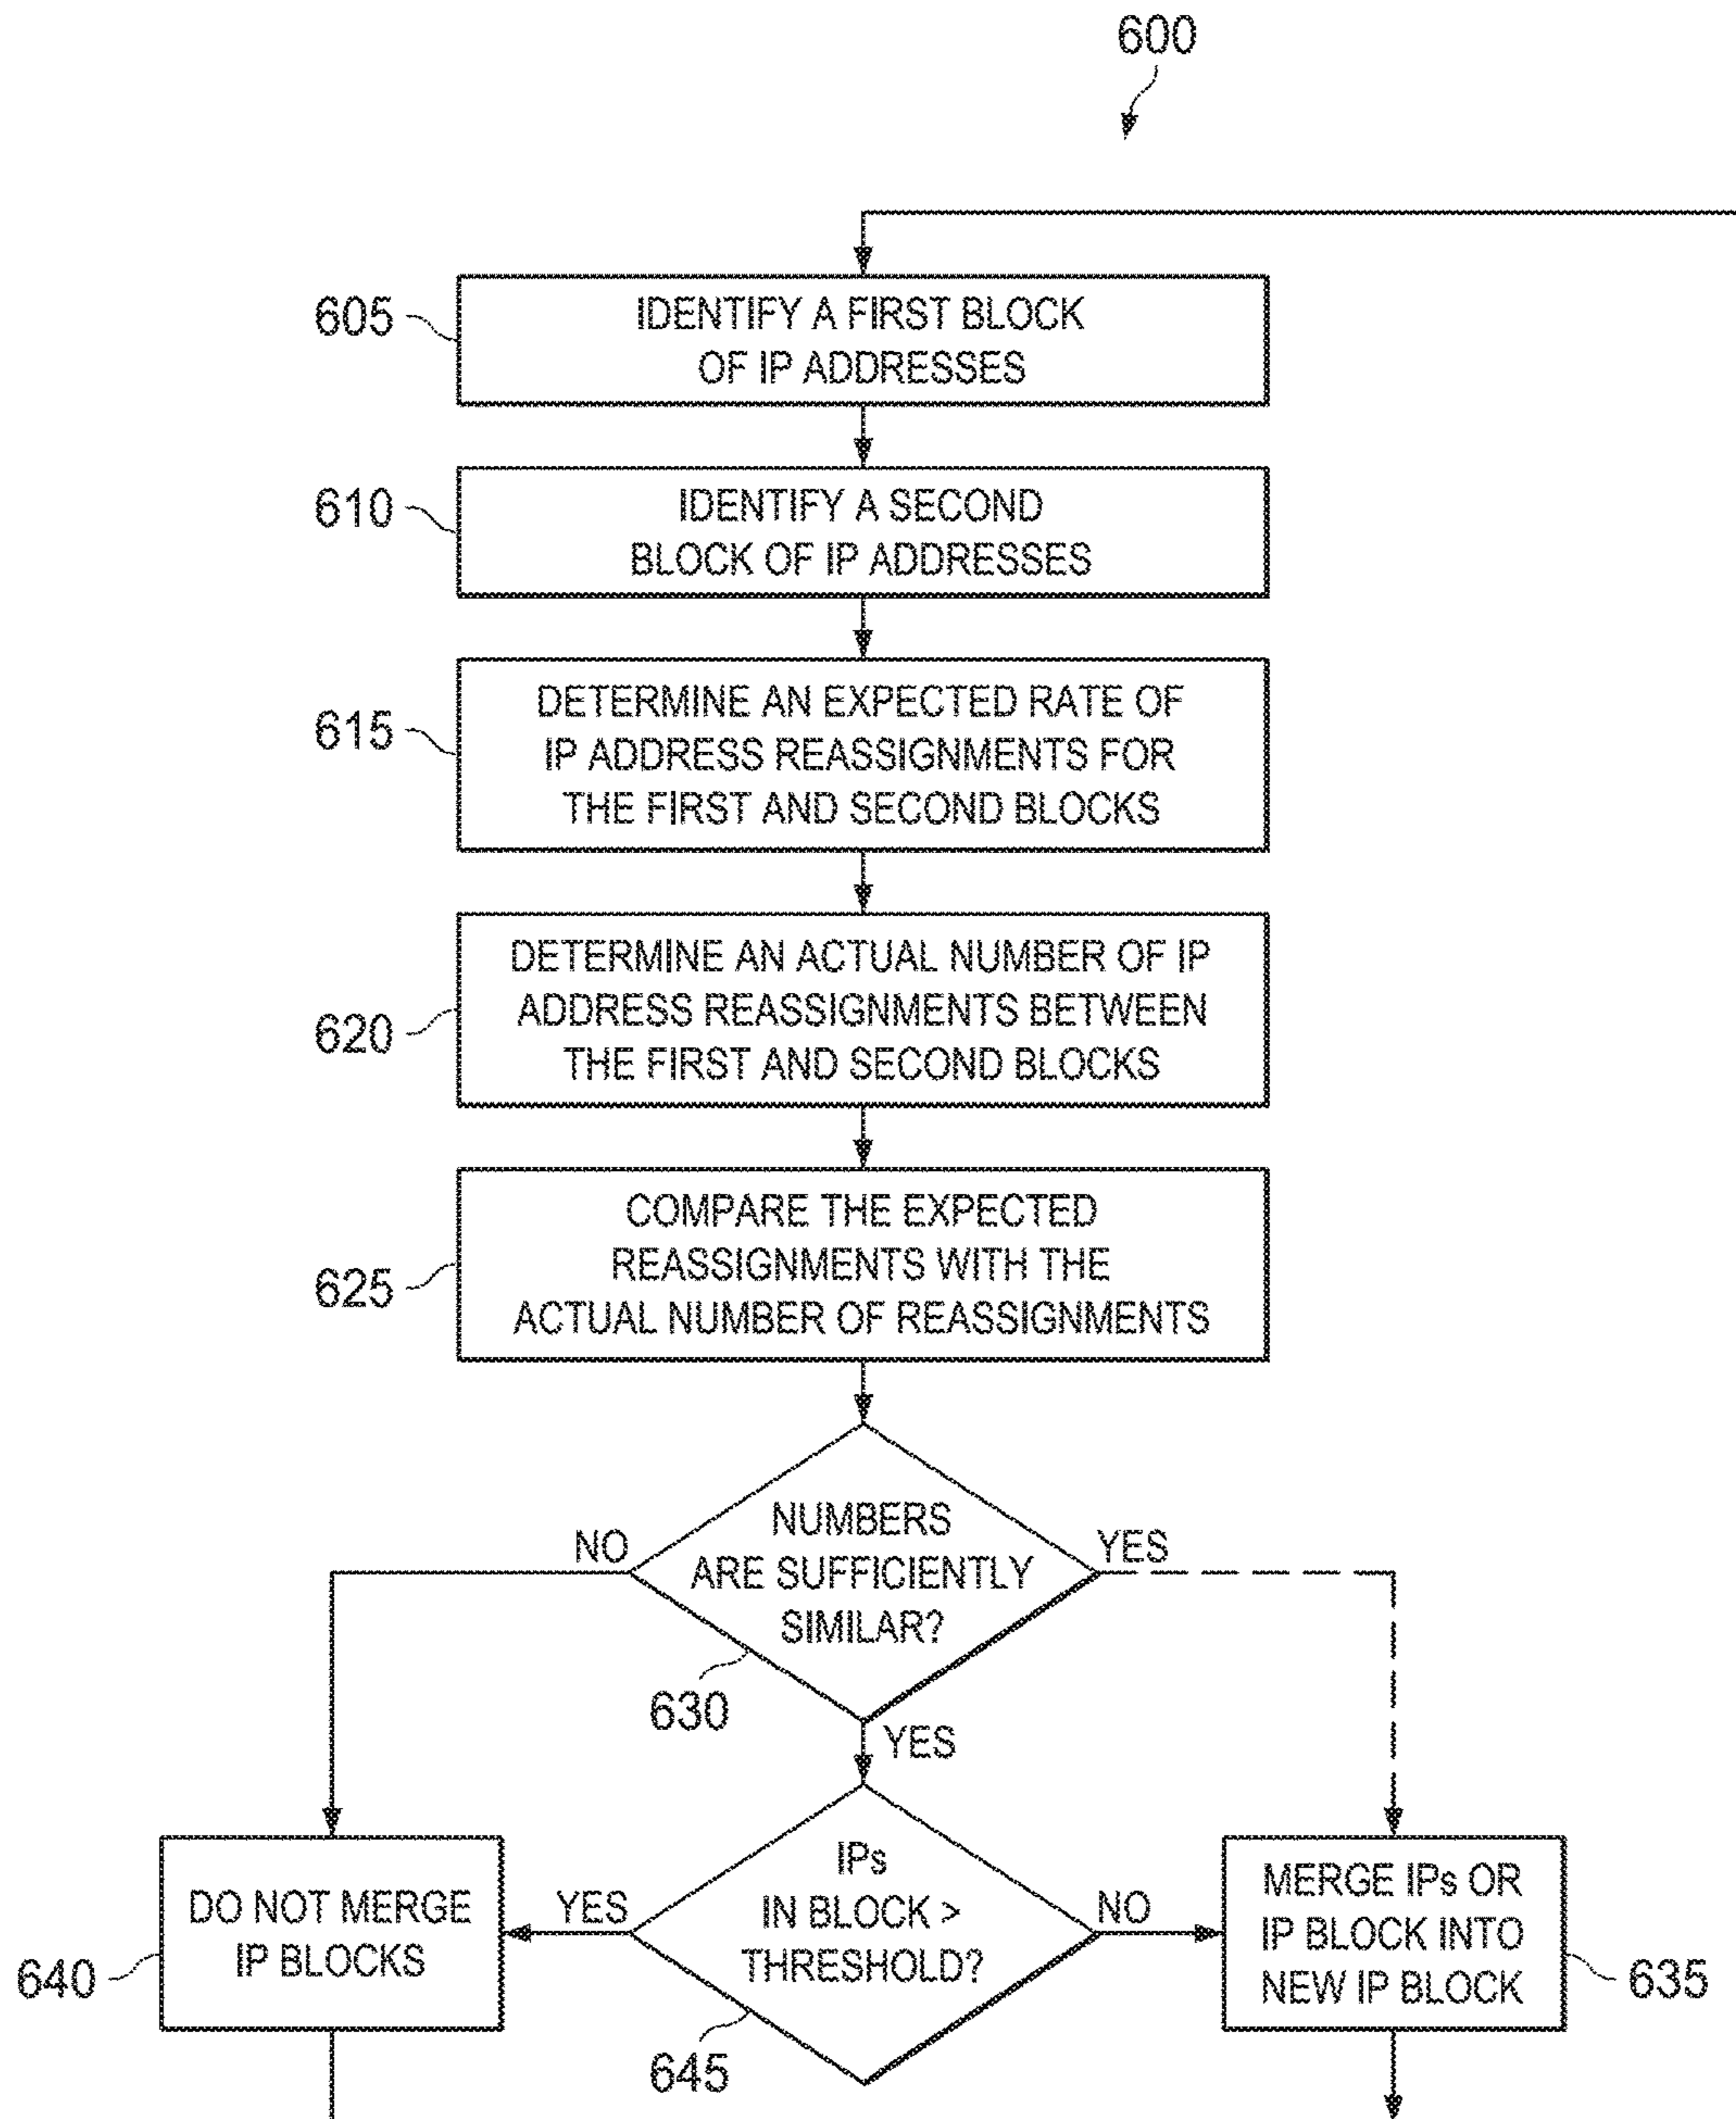 600
605
IDENTIFY A FIRST BLOCK
OF IP ADDRESSES
610
IDENTIFY A SECOND
BLOCK OF IP ADDRESSES
615
DETERMINE AN EXPECTED RATE OF
IP ADDRESS REASSIGNMENTS FOR
THE FIRST AND SECOND BLOCKS
620
DETERMINE AN ACTUAL NUMBER OF IP
ADDRESS REASSIGNMENTS BETWEEN
THE FIRST AND SECOND BLOCKS
625
COMPARE THE EXPECTED
REASSIGNMENTS WITH THE
ACTUAL NUMBER OF REASSIGNMENTS
NO
NUMBERS
ARE SUFFICIENTLY
SIMILAR?
YES
630
YES
DO NOT MERGE
IP BLOCKS
640
YES
IPs
IN BLOCK >
THRESHOLD?
645
NO
MERGE IPs OR
IP BLOCK INTO
NEW IP BLOCK
635